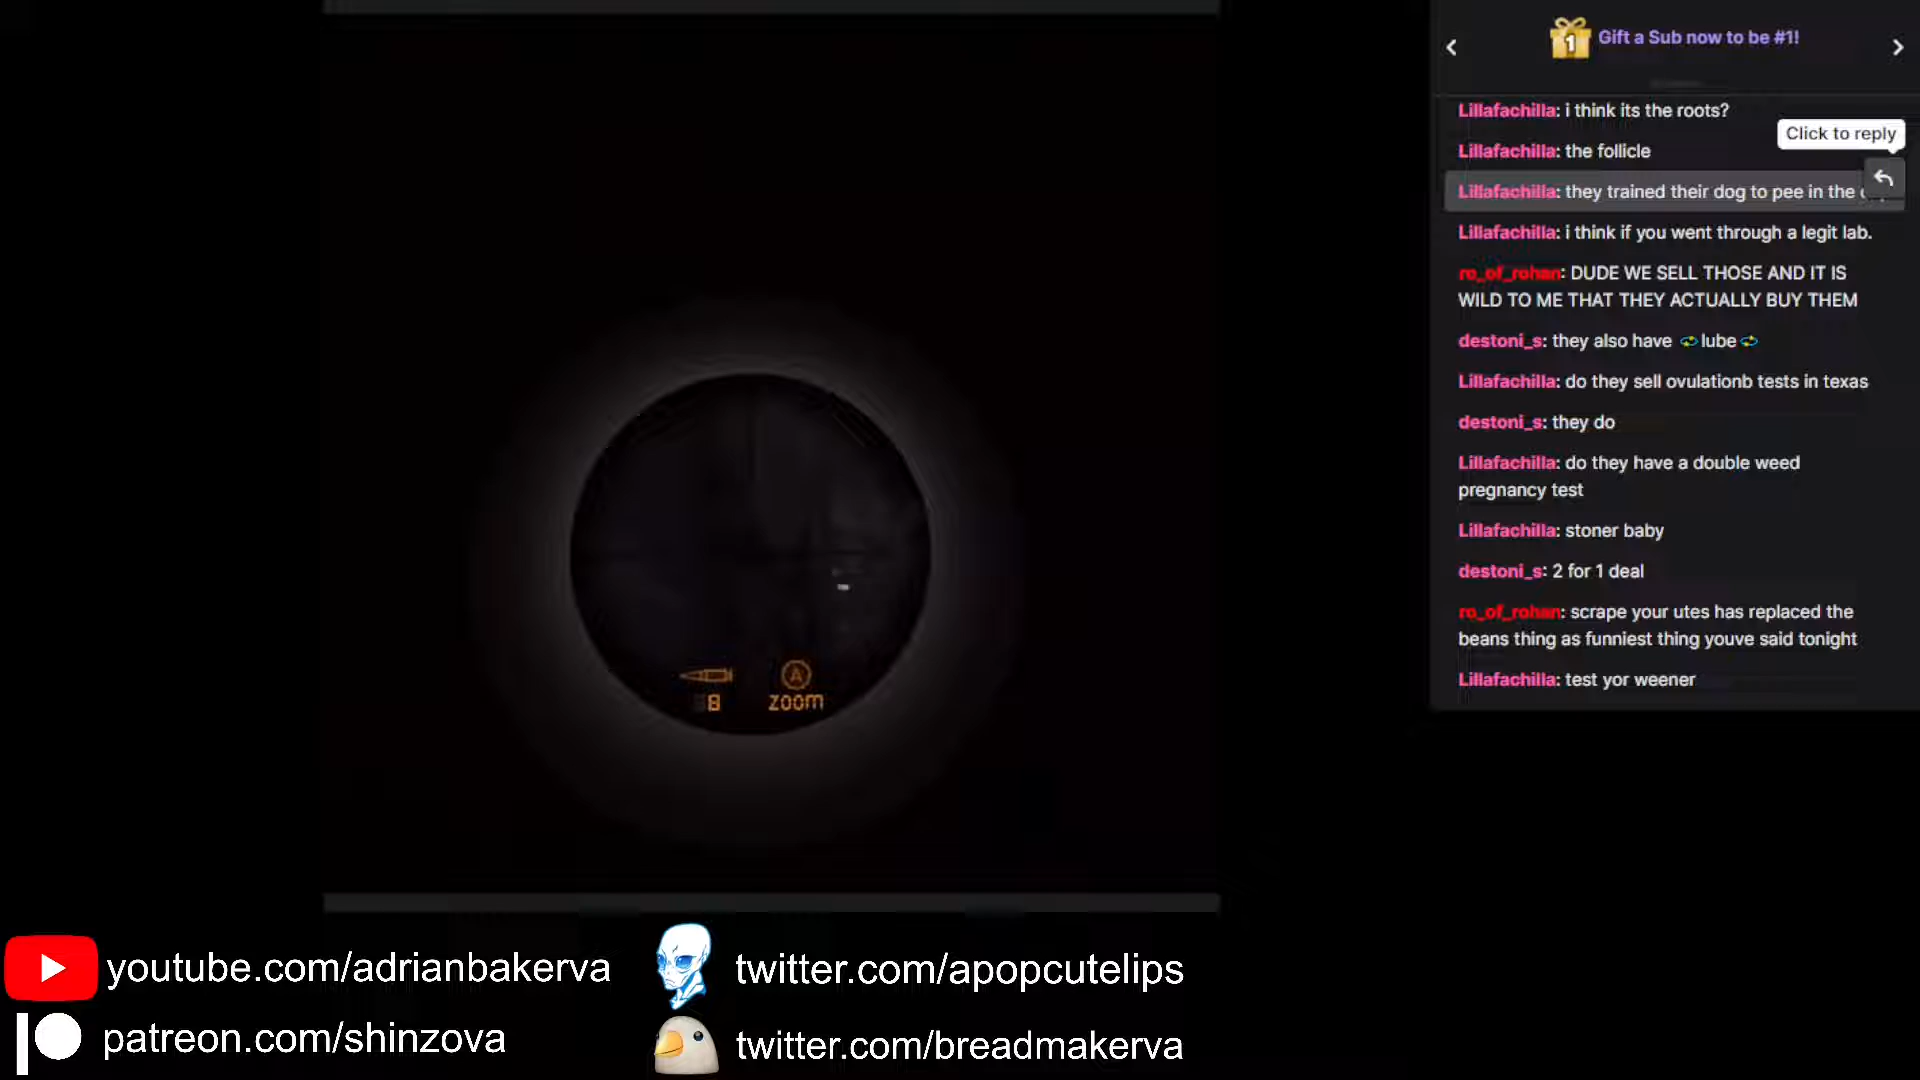 Gift a Sub now to be #1!
1
Lillafachilla: i think its the roots?
Click to reply
Lillafachilla: the follicle
Lillafachilla: they trained their dog to pee in the
Lillafachilla: i think if you went through a legit lab.
ro_of_rohan: DUDE WE SELL THOSE AND IT IS
WILD TO ME THAT THEY ACTUALLY BUY THEM
destoni_s: they also have lube
Lillafachilla: do they sell ovulationb tests in texas
destoni_s: they do
Lillafachilla: do they have a double weed
pregnancy test
Lillafachilla: stoner baby
destoni_s: 2 for 1 deal
ro_of_rohan: scrape your utes has replaced the
beans thing as funniest thing youve said tonight
Lillafachilla: test yor weener
A
8 zoom
youtube.com/adrianbakerva
twitter.com/apopcutelips
patreon.com/shinzova
twitter.com/breadmakerva